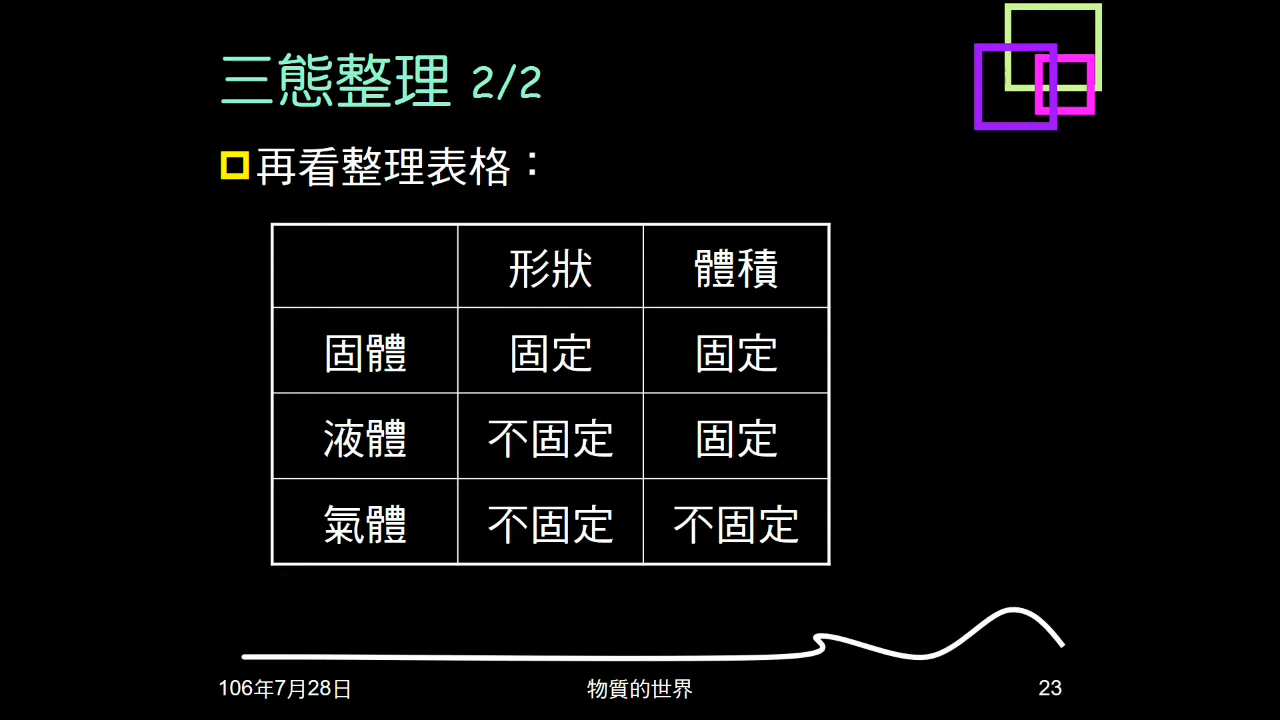 三態整理 2/2
再看整理表格：
形狀 體積
固體 固定 固定
液體 不固定 固定
氣體 不固定 不固定
106年7月28日 物質的世界 23